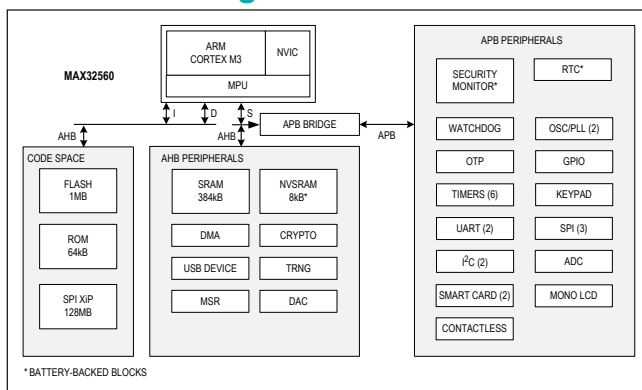 MAX32560
ARM
CORTEX M3
NVIC
MPU
I
D
S
AHB
AHB
APB BRIDGE
APB
CODE SPACE
FLASH
1MB
ROM
64kB
SPI XiP
128MB
AHB PERIPHERALS
SRAM
384kB
NVSRAM
8kB*
DMA
CRYPTO
USB DEVICE
TRNG
MSR
DAC
APB PERIPHERALS
SECURITY
MONITOR*
RTC*
WATCHDOG
OSC/PLL (2)
OTP
GPIO
TIMERS (6)
KEYPAD
UART (2)
SPI (3)
I2C (2)
ADC
SMART CARD (2)
MONO LCD
CONTACTLESS
* BATTERY-BACKED BLOCKS